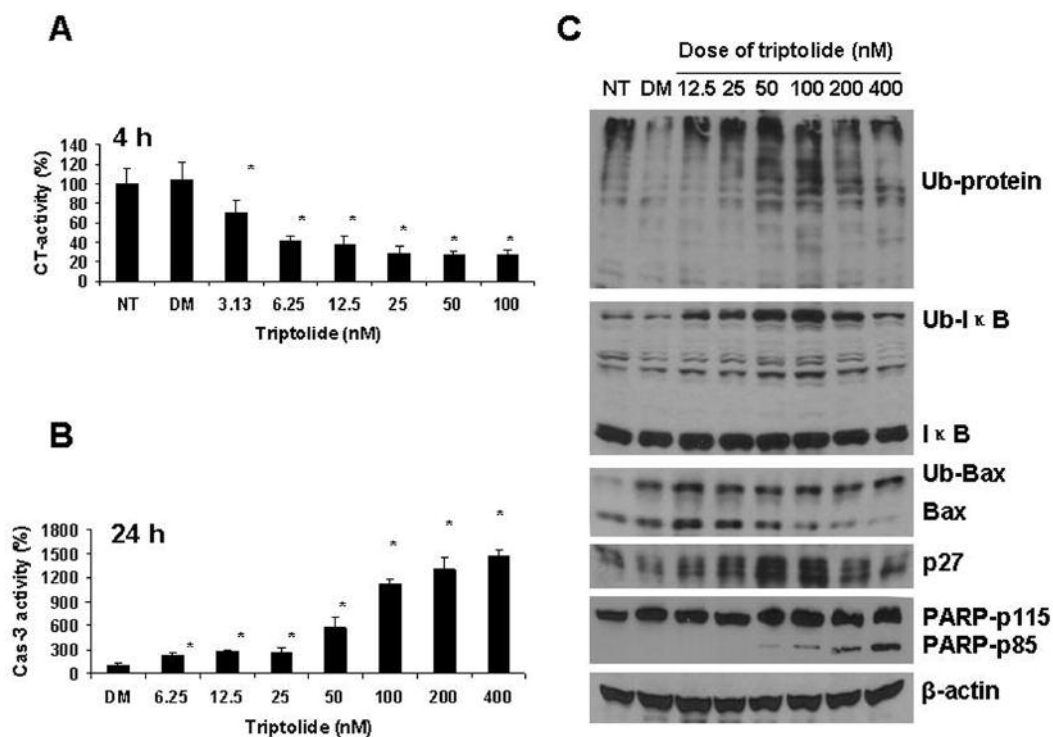 A
4 h
CT-activity (%)
140
120
100
80
60
40
20
0
* * * * * *
NT DM 3.13 6.25 12.5 25 50 100
Triptolide (nM)
B
24 h
Cas-3 activity (%)
1800
1500
1200
900
600
300
0
* * * * * * *
DM 6.25 12.5 25 50 100 200 400
Triptolide (nM)
C
Dose of triptolide (nM)
NT DM 12.5 25 50 100 200 400
Ub-protein
Ub-I κ B
I κ B
Ub-Bax
Bax
p27
PARP-p115
PARP-p85
β-actin